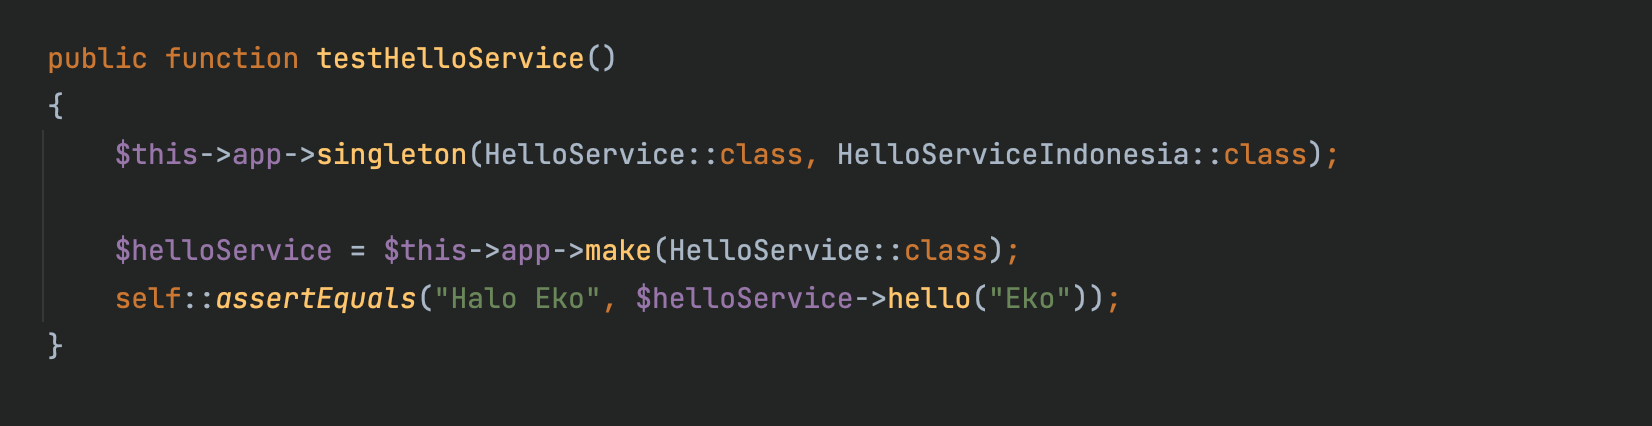 public function testHelloService()
{
    $this->app->singleton(HelloService::class, HelloServiceIndonesia::class);

    $helloService = $this->app->make(HelloService::class);
    self::assertEquals("Halo Eko", $helloService->hello("Eko"));
}